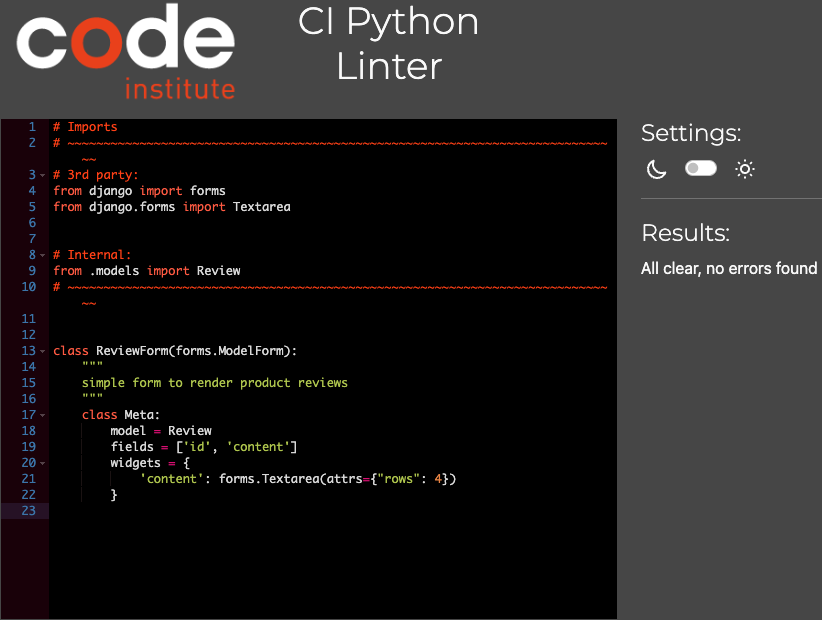 code
institute
CI Python
Linter
1 # Imports
2 # ~~~~~~~~~~~~~~~~~~~~~~~~~~~~~~~~~~~~~~~~~~~~~~~~~~~~~~~~~~~~~~~~~~~~~~~~~~~
~~
3 # 3rd party:
4 from django import forms
5 from django.forms import Textarea
6
7
8 # Internal:
9 from .models import Review
10 # ~~~~~~~~~~~~~~~~~~~~~~~~~~~~~~~~~~~~~~~~~~~~~~~~~~~~~~~~~~~~~~~~~~~~~~~~~~~
~~
11
12
13 class ReviewForm(forms.ModelForm):
14     """
15     simple form to render product reviews
16     """
17     class Meta:
18         model = Review
19         fields = ['id', 'content']
20         widgets = {
21             'content': forms.Textarea(attrs={"rows": 4})
22         }
23
Settings:
Results:
All clear, no errors found